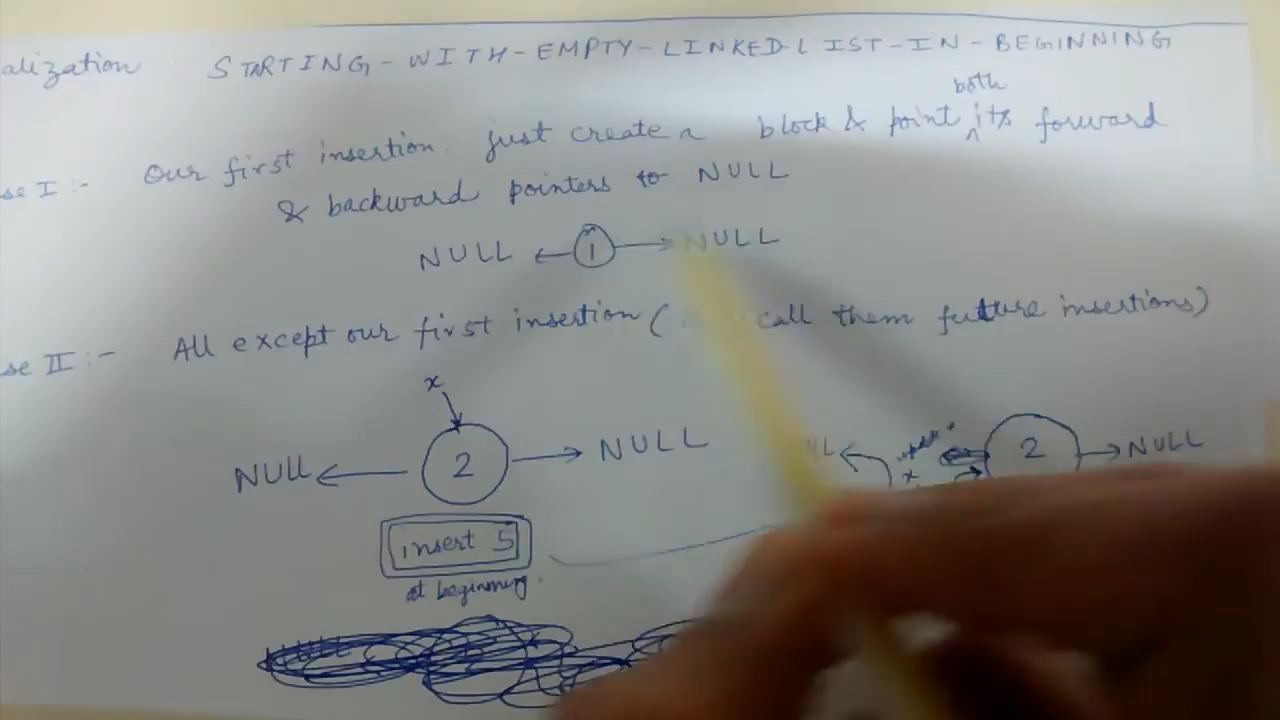 alization STARTING-WITH-EMPTY-LINKED-LIST-IN-BEGINNING
both
se I :- Our first insertion just create a block & point its forward
& backward pointers to NULL
NULL 1 NULL
se II :- All except our first insertion ( call them future insertions)
x
NULL 2 NULL
2 NULL
x
insert 5
at beginning.